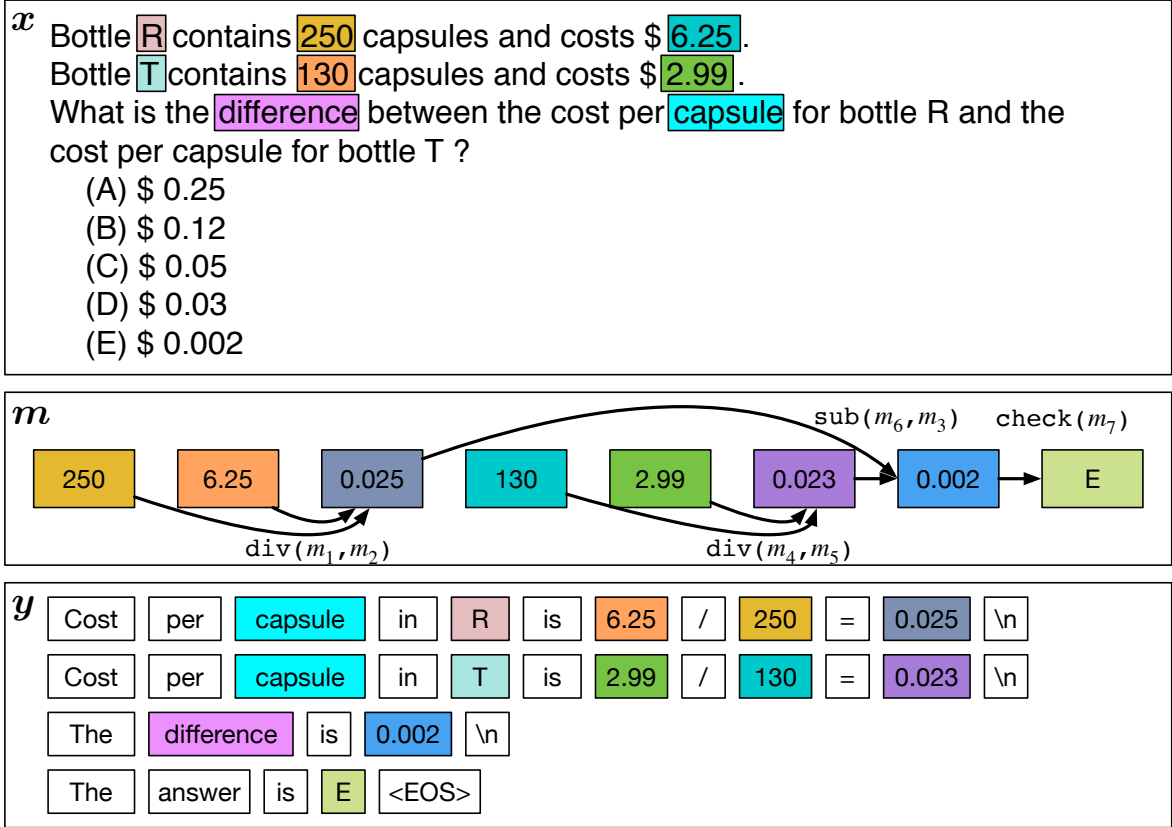 x
Bottle R contains 250 capsules and costs $ 6.25 .
Bottle T contains 130 capsules and costs $ 2.99 .
What is the difference between the cost per capsule for bottle R and the
cost per capsule for bottle T ?
(A) $ 0.25
(B) $ 0.12
(C) $ 0.05
(D) $ 0.03
(E) $ 0.002
m
sub(m₆,m₃) check(m₇)
250 6.25 0.025 130 2.99 0.023 0.002 E
div(m₁,m₂) div(m₄,m₅)
y
Cost per capsule in R is 6.25 / 250 = 0.025 \n
Cost per capsule in T is 2.99 / 130 = 0.023 \n
The difference is 0.002 \n
The answer is E <EOS>